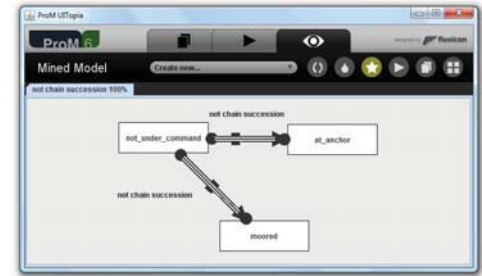 ProM UITopia
ProM 6
designed by fluxicon
Mined Model
Create new...
not chain succession 100%
not chain succession
not_under_command
at_anchor
not chain succession
moored